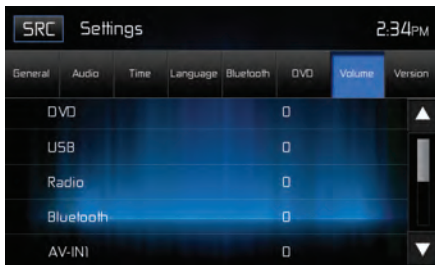 SRC Settings 2:34PM
General Audio Time Language Bluetooth DVD Volume Version
DVD 0
USB 0
Radio 0
Bluetooth 0
AV-IN1 0